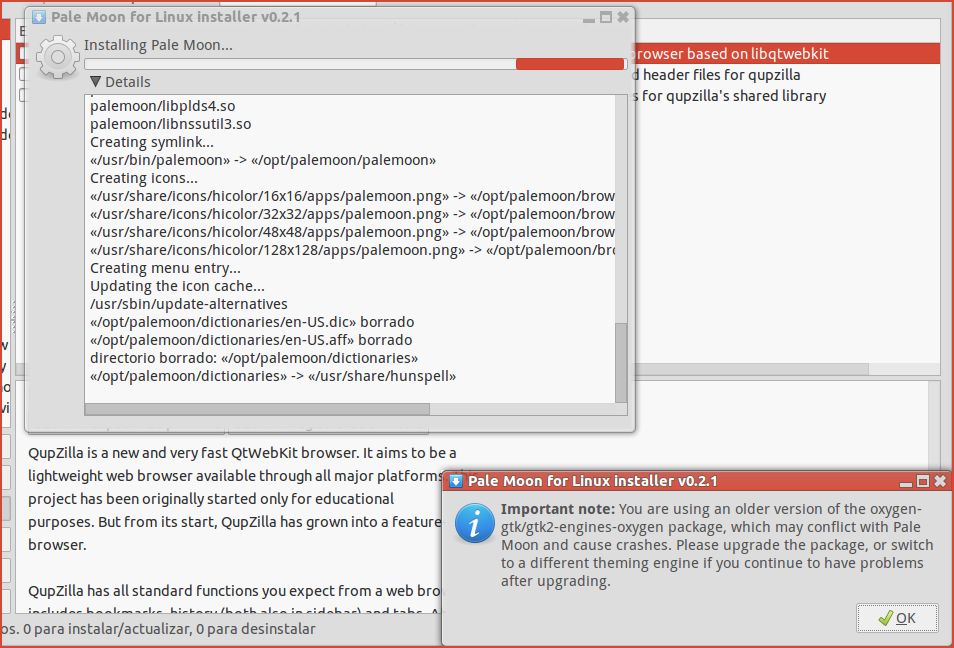 Pale Moon for Linux installer v0.2.1
Installing Pale Moon...
Details
palemoon/libplds4.so
palemoon/libnssutil3.so
Creating symlink...
«/usr/bin/palemoon» -> «/opt/palemoon/palemoon»
Creating icons...
«/usr/share/icons/hicolor/16x16/apps/palemoon.png» -> «/opt/palemoon/brow
«/usr/share/icons/hicolor/32x32/apps/palemoon.png» -> «/opt/palemoon/brow
«/usr/share/icons/hicolor/48x48/apps/palemoon.png» -> «/opt/palemoon/brow
«/usr/share/icons/hicolor/128x128/apps/palemoon.png» -> «/opt/palemoon/bro
Creating menu entry...
Updating the icon cache...
/usr/sbin/update-alternatives
«/opt/palemoon/dictionaries/en-US.dic» borrado
«/opt/palemoon/dictionaries/en-US.aff» borrado
directorio borrado: «/opt/palemoon/dictionaries»
«/opt/palemoon/dictionaries» -> «/usr/share/hunspell»
rowser based on libqtwebkit
d header files for qupzilla
s for qupzilla's shared library
QupZilla is a new and very fast QtWebKit browser. It aims to be a
lightweight web browser available through all major platforms.
project has been originally started only for educational
purposes. But from its start, QupZilla has grown into a feature
browser.
QupZilla has all standard functions you expect from a web bro
includes bookmarks, history (both also in sidebar) and tabs.
os. 0 para instalar/actualizar, 0 para desinstalar
Pale Moon for Linux installer v0.2.1
Important note: You are using an older version of the oxygen-
gtk/gtk2-engines-oxygen package, which may conflict with Pale
Moon and cause crashes. Please upgrade the package, or switch
to a different theming engine if you continue to have problems
after upgrading.
OK